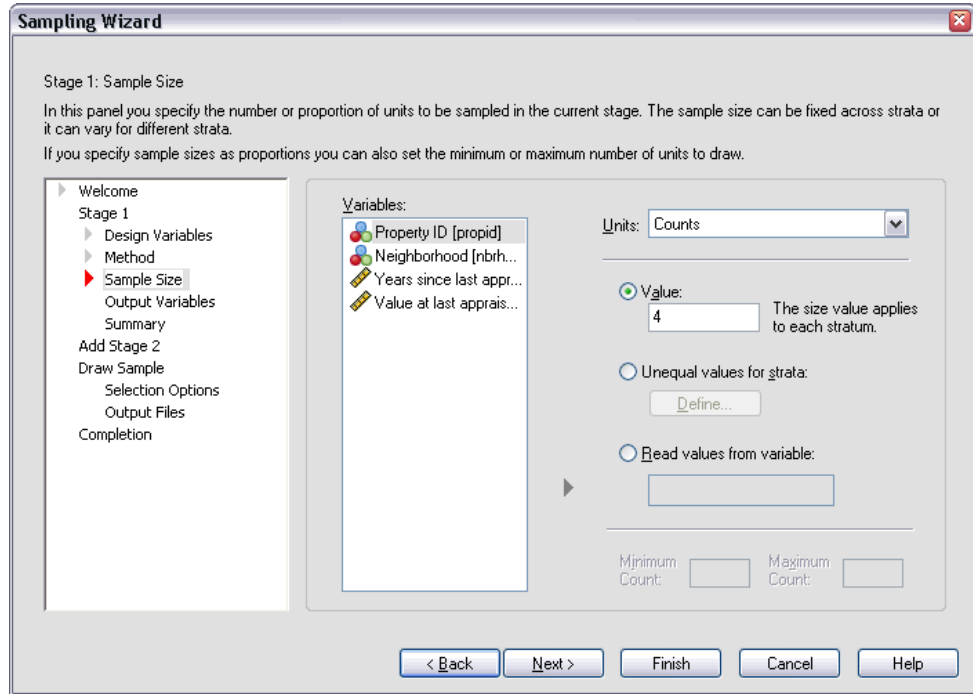 Sampling Wizard
Stage 1: Sample Size
In this panel you specify the number or proportion of units to be sampled in the current stage. The sample size can be fixed across strata or
it can vary for different strata.
If you specify sample sizes as proportions you can also set the minimum or maximum number of units to draw.
Welcome
Stage 1
Design Variables
Method
Sample Size
Output Variables
Summary
Add Stage 2
Draw Sample
Selection Options
Output Files
Completion
Variables:
Property ID [propid]
Neighborhood [nbrh...
Years since last appr...
Value at last apprais...
Units: Counts
Value:
4
The size value applies
to each stratum.
Unequal values for strata:
Define...
Read values from variable:
Minimum
Count:
Maximum
Count:
< Back
Next >
Finish
Cancel
Help